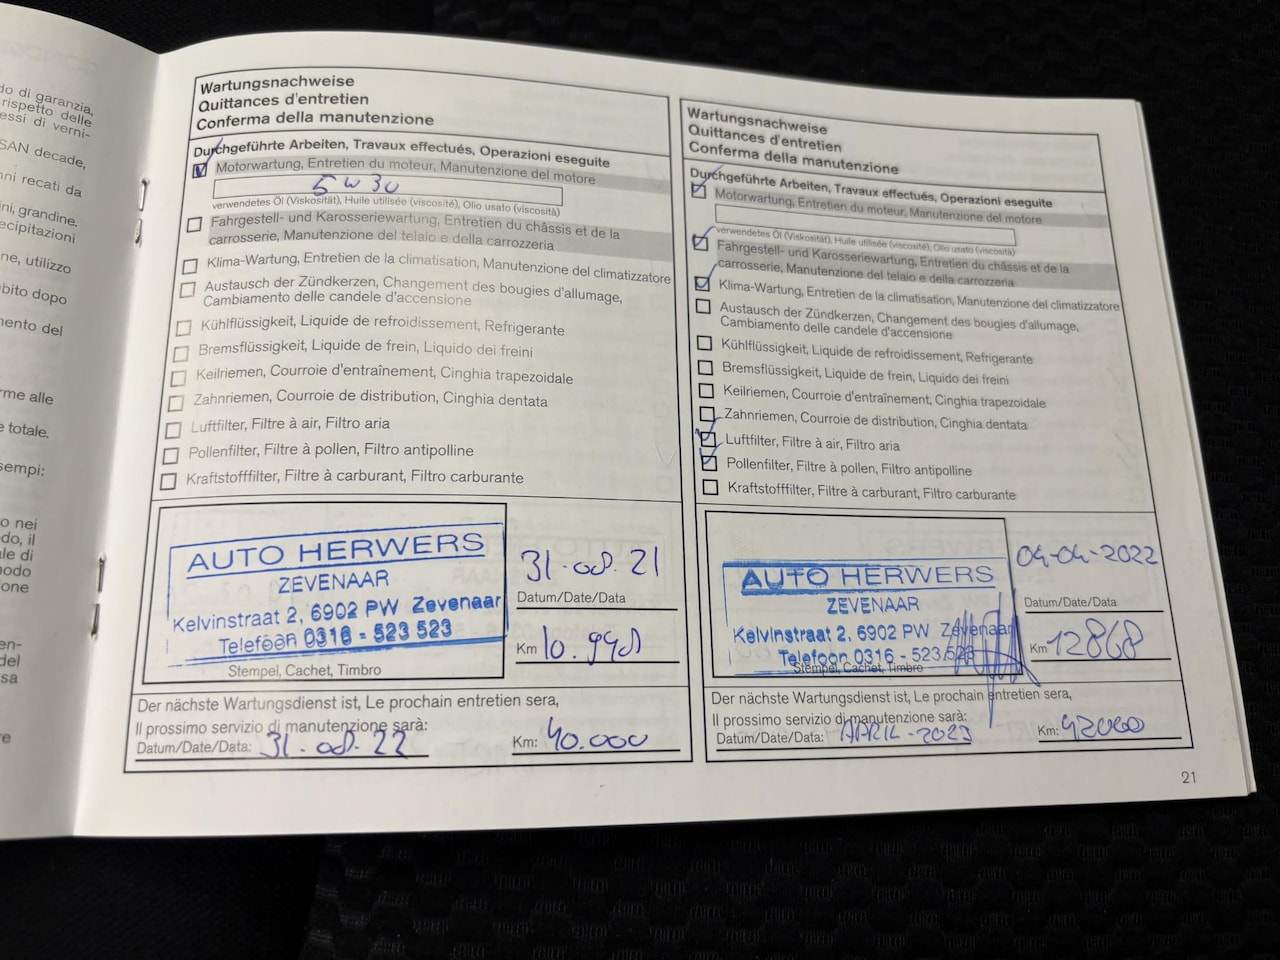 do di garanzia,
rispetto delle
essi di verni-
SAN decade,
nni recati da
ini, grandine.
ecipitazioni
ne, utilizzo
bito dopo
mento del
rme alle
e totale.
sempi:
o nei
do, il
ale di
modo
ione
en-
del
sa
e
Wartungsnachweise
Quittances d'entretien
Conferma della manutenzione
Durchgeführte Arbeiten, Travaux effectués, Operazioni eseguite
Motorwartung, Entretien du moteur, Manutenzione del motore
5 W 30
verwendetes Öl (Viskosität), Huile utilisée (viscosité), Olio usato (viscosità)
Fahrgestell- und Karosseriewartung, Entretien du châssis et de la
carrosserie, Manutenzione del telaio e della carrozzeria
Klima-Wartung, Entretien de la climatisation, Manutenzione del climatizzatore
Austausch der Zündkerzen, Changement des bougies d'allumage,
Cambiamento delle candele d'accensione
Kühlflüssigkeit, Liquide de refroidissement, Refrigerante
Bremsflüssigkeit, Liquide de frein, Liquido dei freini
Keilriemen, Courroie d'entraînement, Cinghia trapezoidale
Zahnriemen, Courroie de distribution, Cinghia dentata
Luftfilter, Filtre à air, Filtro aria
Pollenfilter, Filtre à pollen, Filtro antipolline
Kraftstofffilter, Filtre à carburant, Filtro carburante
AUTO HERWERS
ZEVENAAR
Kelvinstraat 2, 6902 PW Zevenaar
Telefoon 0316 - 523 523
Stempel, Cachet, Timbro
31-08-21
Datum/Date/Data
Km 10.948
Der nächste Wartungsdienst ist, Le prochain entretien sera,
Il prossimo servizio di manutenzione sarà:
Datum/Date/Data: 31-08-22 Km: 40.000
Wartungsnachweise
Quittances d'entretien
Conferma della manutenzione
Durchgeführte Arbeiten, Travaux effectués, Operazioni eseguite
Motorwartung, Entretien du moteur, Manutenzione del motore
verwendetes Öl (Viskosität), Huile utilisée (viscosité), Olio usato (viscosità)
Fahrgestell- und Karosseriewartung, Entretien du châssis et de la
carrosserie, Manutenzione del telaio e della carrozzeria
Klima-Wartung, Entretien de la climatisation, Manutenzione del climatizzatore
Austausch der Zündkerzen, Changement des bougies d'allumage,
Cambiamento delle candele d'accensione
Kühlflüssigkeit, Liquide de refroidissement, Refrigerante
Bremsflüssigkeit, Liquide de frein, Liquido dei freini
Keilriemen, Courroie d'entraînement, Cinghia trapezoidale
Zahnriemen, Courroie de distribution, Cinghia dentata
Luftfilter, Filtre à air, Filtro aria
Pollenfilter, Filtre à pollen, Filtro antipolline
Kraftstofffilter, Filtre à carburant, Filtro carburante
AUTO HERWERS
ZEVENAAR
Kelvinstraat 2, 6902 PW Zevenaar
Telefoon 0316 - 523 523
Stempel, Cachet, Timbro
04-04-2022
Datum/Date/Data
Km 12868
Der nächste Wartungsdienst ist, Le prochain entretien sera,
Il prossimo servizio di manutenzione sarà:
Datum/Date/Data: APRIL-2023 Km: 42000
21